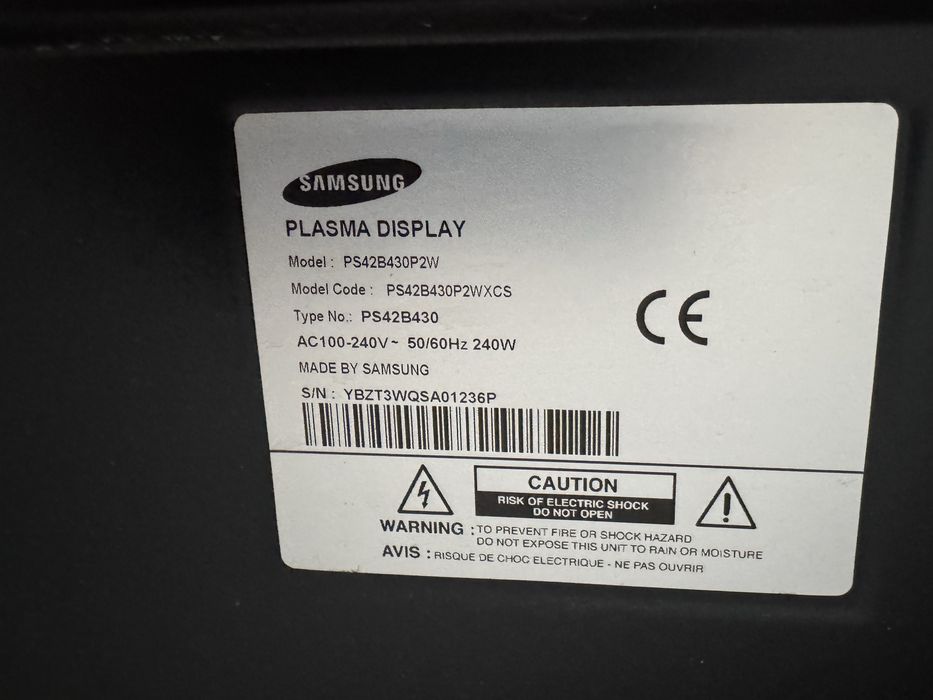 SAMSUNG
PLASMA DISPLAY
Model : PS42B430P2W
Model Code : PS42B430P2WXCS
Type No.: PS42B430
AC100-240V~ 50/60Hz 240W
MADE BY SAMSUNG
S/N : YBZT3WQSA01236P
CE
CAUTION
RISK OF ELECTRIC SHOCK
DO NOT OPEN
WARNING : TO PREVENT FIRE OR SHOCK HAZARD
DO NOT EXPOSE THIS UNIT TO RAIN OR MOISTURE
AVIS : RISQUE DE CHOC ELECTRIQUE - NE PAS OUVRIR